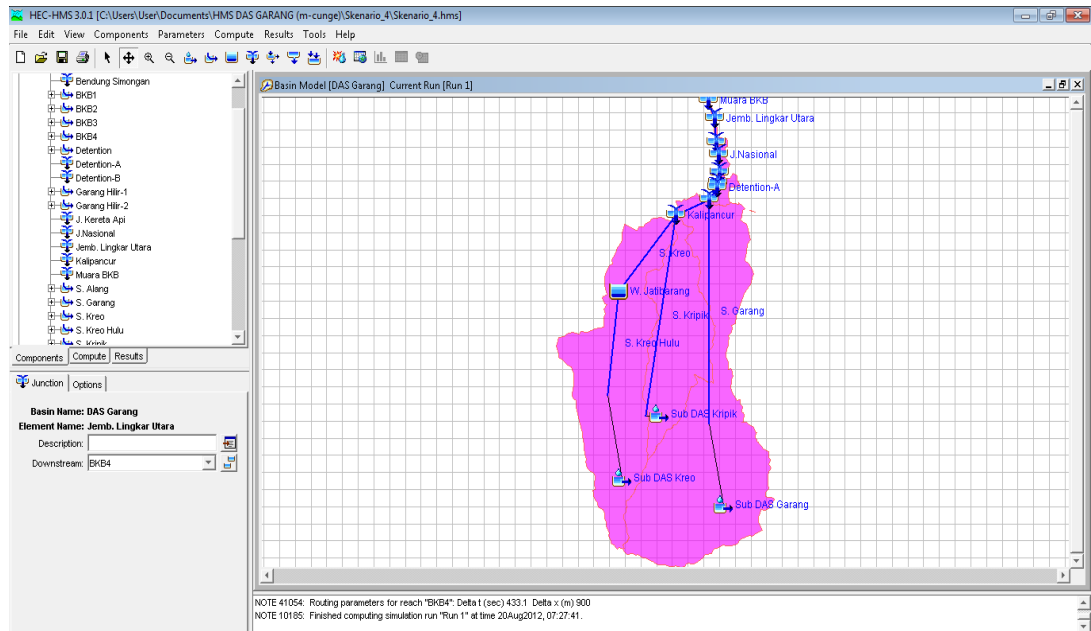 HEC-HMS 3.0.1 [C:\Users\User\Documents\HMS DAS GARANG (m-cunge)\Skenario_4\Skenario_4.hms]
File Edit View Components Parameters Compute Results Tools Help
Bendung Simongan
BKB1
BKB2
BKB3
BKB4
Detention
Detention-A
Detention-B
Garang Hilir-1
Garang Hilir-2
J. Kereta Api
J.Nasional
Jemb. Lingkar Utara
Kalipancur
Muara BKB
S. Alang
S. Garang
S. Kreo
S. Kreo Hulu
S. Kripik
Components Compute Results
Junction Options
Basin Name: DAS Garang
Element Name: Jemb. Lingkar Utara
Description:
Downstream: BKB4
Basin Model [DAS Garang] Current Run [Run 1]
Muara BKB
Jemb. Lingkar Utara
J.Nasional
Detention-A
Kalipancur
S. Kreo
W. Jatibarang
S. Kripik
S. Garang
S. Kreo Hulu
Sub DAS Kripik
Sub DAS Kreo
Sub DAS Garang
NOTE 41054: Routing parameters for reach "BKB4": Delta t (sec) 433.1 Delta x (m) 900
NOTE 10185: Finished computing simulation run "Run 1" at time 20Aug2012, 07:27:41.